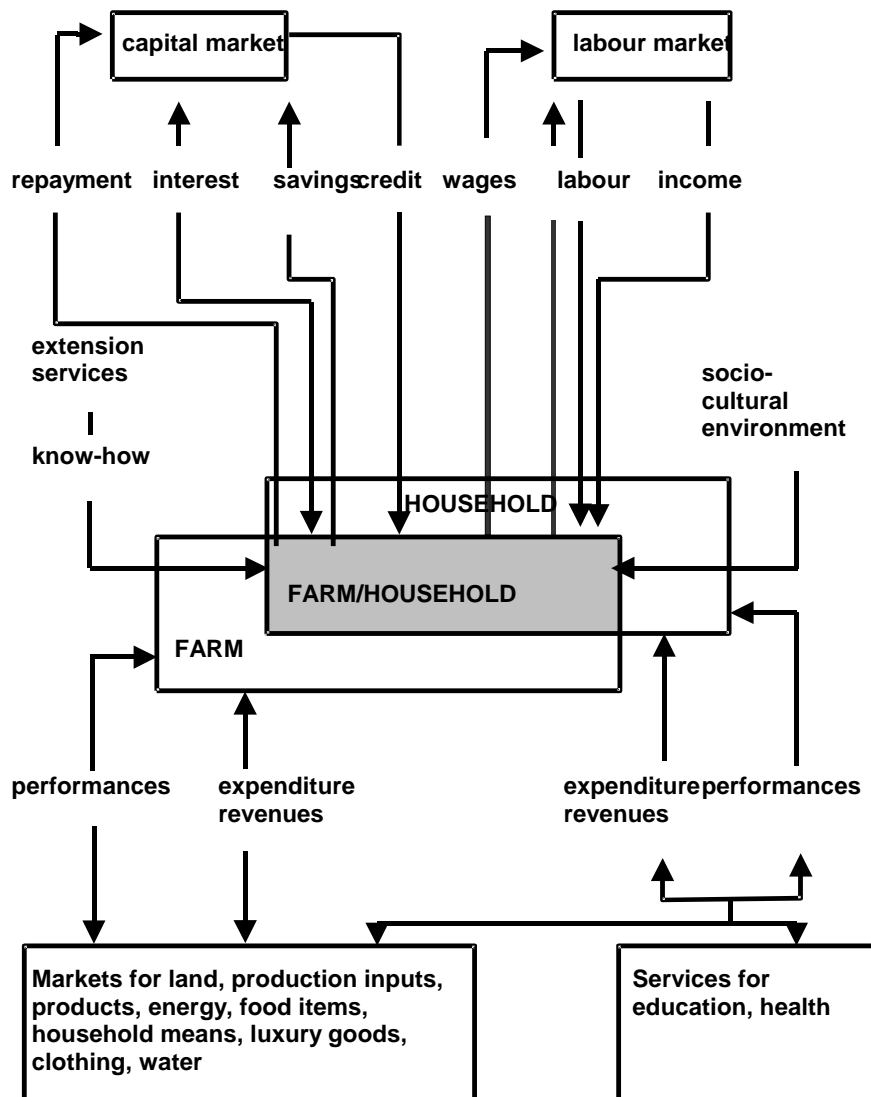 capital market
labour market
repayment
interest
savings
credit
wages
labour
income
extension
services
socio-
cultural
environment
know-how
HOUSEHOLD
FARM/HOUSEHOLD
FARM
performances
expenditure
revenues
expenditure
revenues
performances
Markets for land, production inputs,
products, energy, food items,
household means, luxury goods,
clothing, water
Services for
education, health